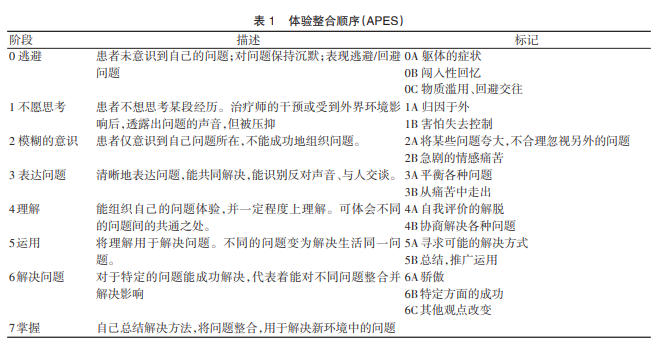 表 1 体验整合顺序(APES)
阶段 描述 标记
0 逃避 患者未意识到自己的问题;对问题保持沉默;表现逃避/回避 0A 躯体的症状
问题 0B 闯入性回忆
0C 物质滥用、回避交往
1 不愿思考 患者不想思考某段经历。治疗师的干预或受到外界环境影 1A 归因于外
响后,透露出问题的声音,但被压抑 1B 害怕失去控制
2 模糊的意识 患者仅意识到自己问题所在,不能成功地组织问题。 2A 将某些问题夸大,不合理忽视另外的问题
2B 急剧的情感痛苦
3 表达问题 清晰地表达问题,能共同解决,能识别反对声音、与人交谈。 3A 平衡各种问题
3B 从痛苦中走出
4 理解 能组织自己的问题体验,并一定程度上理解。可体会不同 4A 自我评价的解脱
的问题间的共通之处。 4B 协商解决各种问题
5 运用 将理解用于解决问题。不同的问题变为解决生活同一问 5A 寻求可能的解决方式
题。 5B 总结,推广运用
6 解决问题 对于特定的问题能成功解决,代表着能对不同问题整合并 6A 骄傲
解决影响 6B 特定方面的成功
6C 其他观点改变
7 掌握 自己总结解决方法,将问题整合,用于解决新环境中的问题